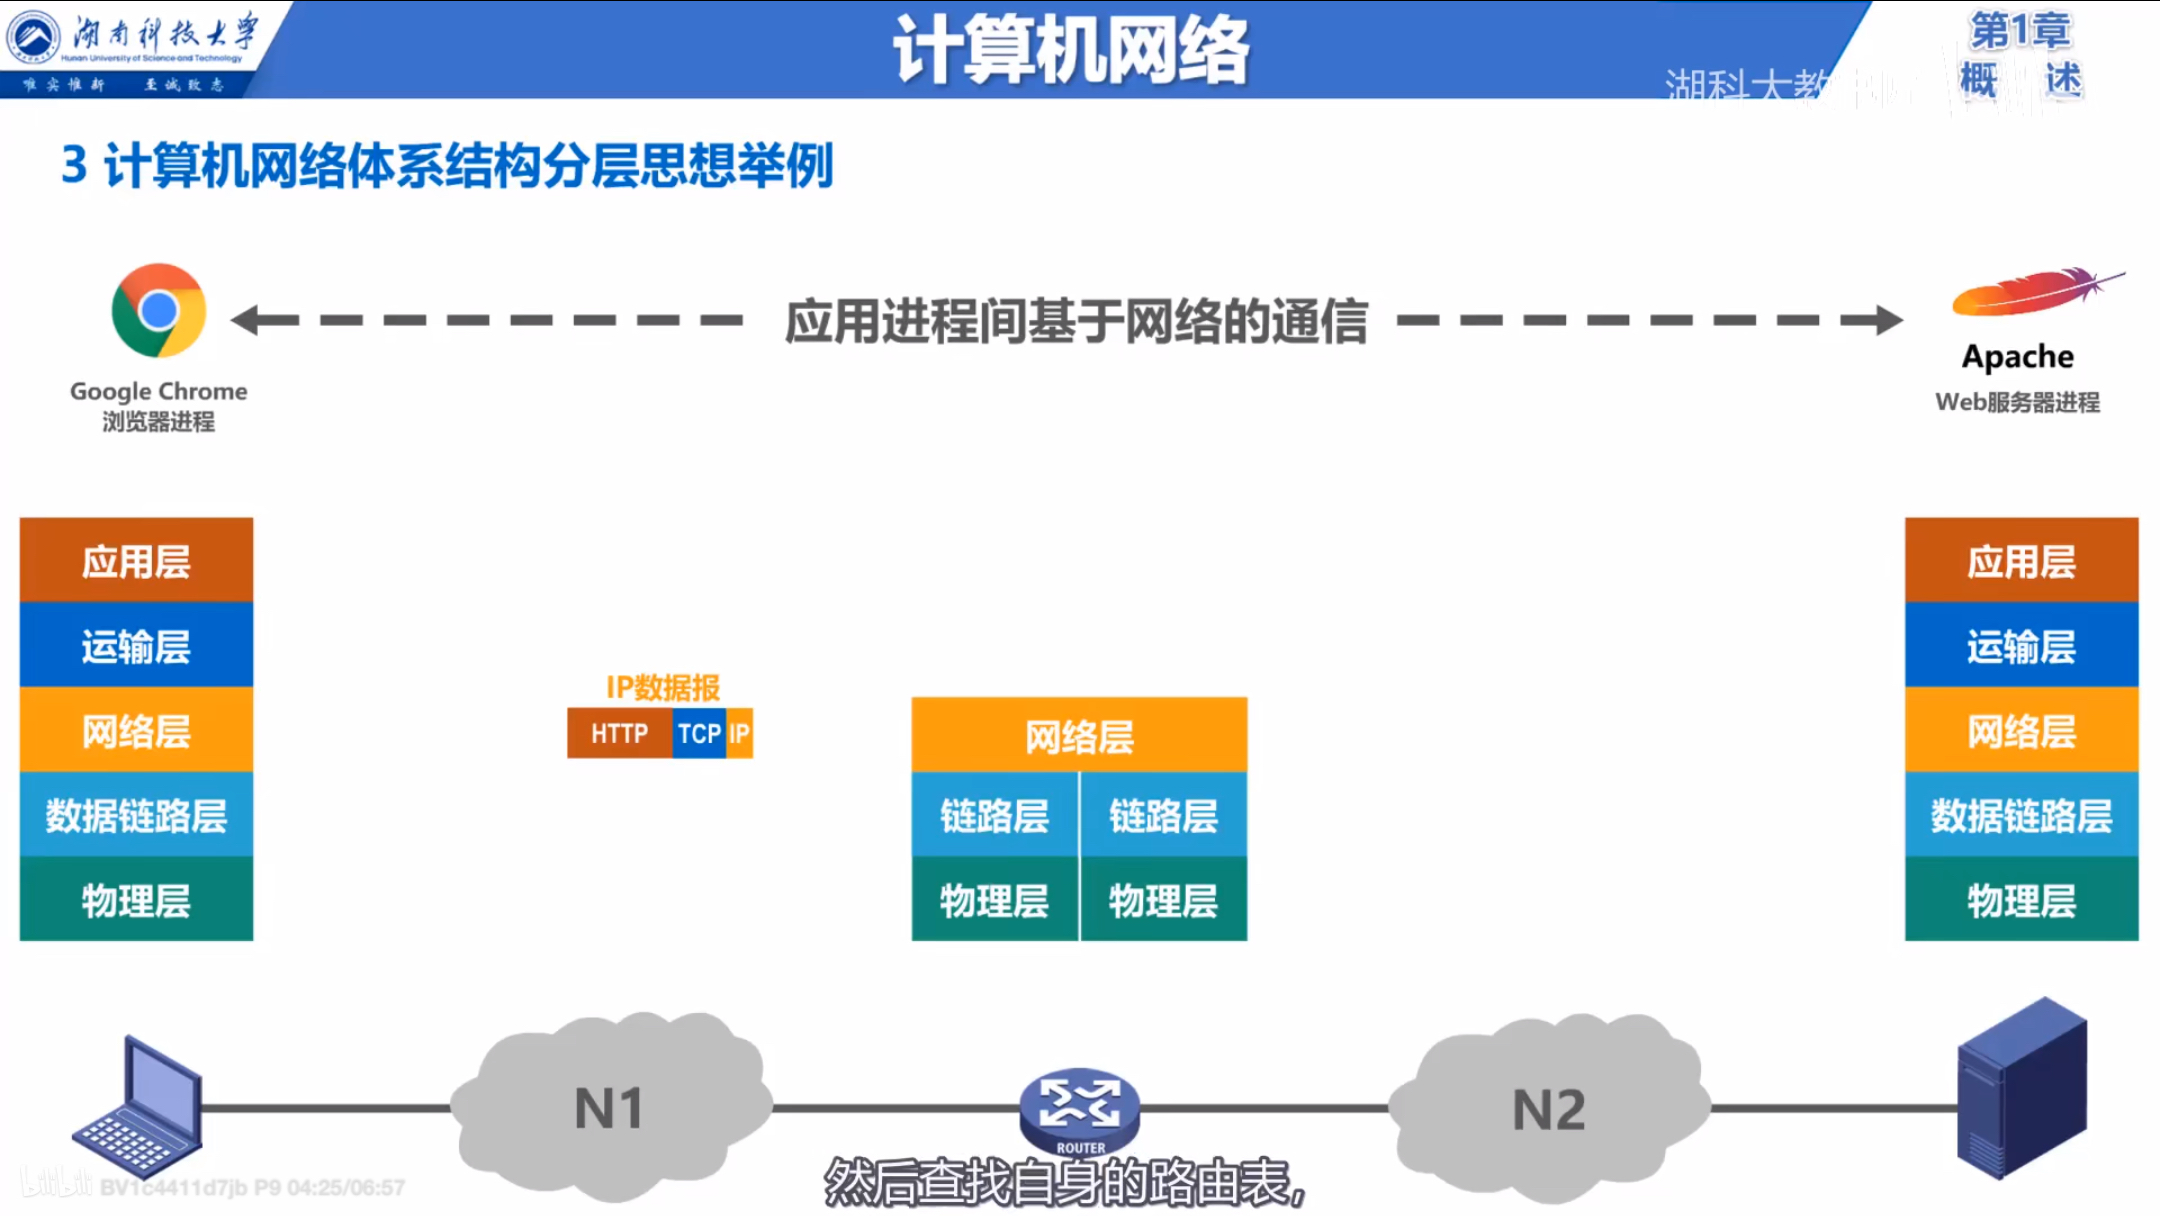 湖南科技大学
Hunan University of Science and Technology
唯实惟新 至诚致志
计算机网络
第1章
概 述
湖科大教
3 计算机网络体系结构分层思想举例
应用进程间基于网络的通信
Google Chrome
浏览器进程
Apache
Web服务器进程
应用层
运输层
网络层
数据链路层
物理层
IP数据报
HTTP TCP IP
网络层
链路层 链路层
物理层 物理层
应用层
运输层
网络层
数据链路层
物理层
N1
ROUTER
N2
bilibili BV1c4411d7jb P9 04:25/06:57
然后查找自身的路由表,